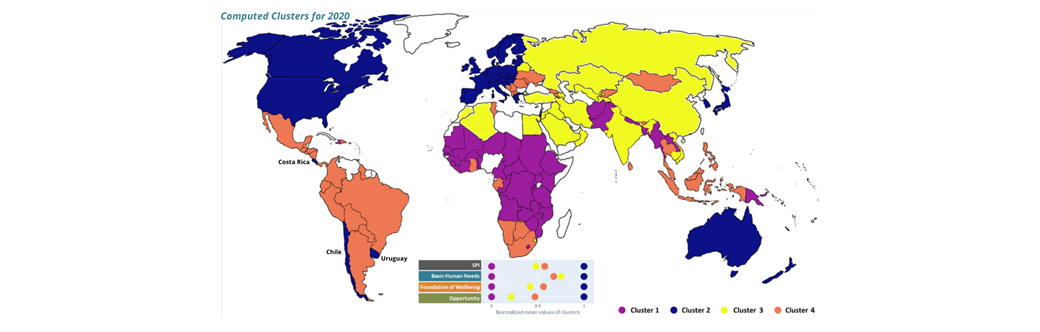 Computed Clusters for 2020
Costa Rica
Chile
Uruguay
SPI
Basic Human Needs
Foundation of Wellbeing
Opportunity
0 0.5 1
Normalized mean values of clusters
Cluster 1 Cluster 2 Cluster 3 Cluster 4